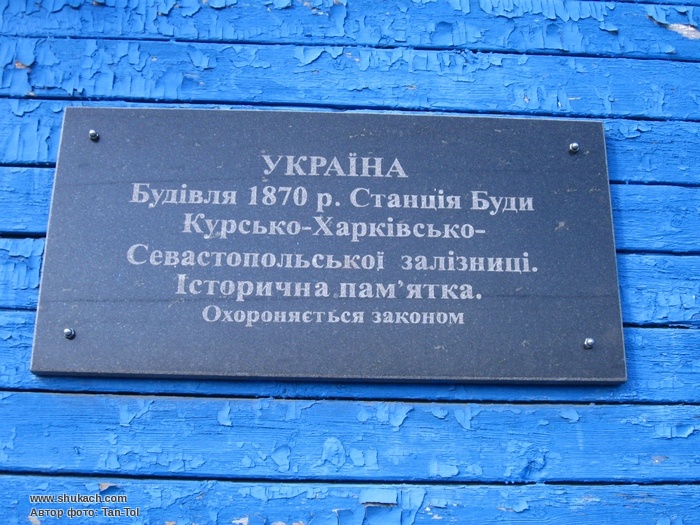 УКРАЇНА
Будівля 1870 р. Станція Буди
Курсько-Харківсько-
Севастопольської залізниці.
Історична пам’ятка.
Охороняється законом
www.shukach.com
Автор фото: Tan-Tol